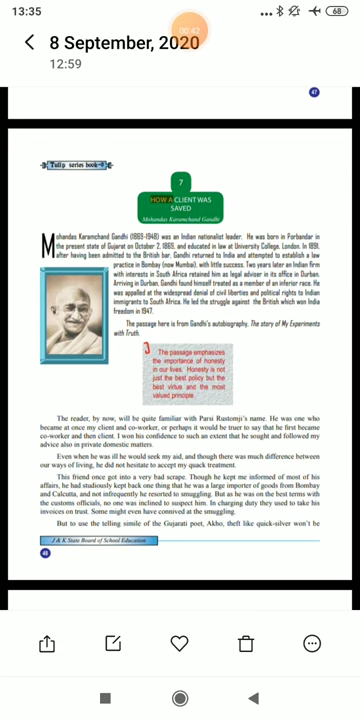 13:35
68
00:42
8 September, 2020
12:59
47
Tulip series book-8
7
HOW A CLIENT WAS
SAVED
Mohandas Karamchand Gandhi
Mohandas Karamchand Gandhi (1869-1948) was an Indian nationalist leader. He was born in Porbandar in
the present state of Gujarat on October 2, 1869, and educated in law at University College, London. In 1891,
after having been admitted to the British bar, Gandhi returned to India and attempted to establish a law
practice in Bombay (now Mumbai), with little success. Two years later an Indian firm
with interests in South Africa retained him as legal adviser in its office in Durban.
Arriving in Durban, Gandhi found himself treated as a member of an inferior race. He
was appalled at the widespread denial of civil liberties and political rights to Indian
immigrants to South Africa. He led the struggle against the British which won India
freedom in 1947.
The passage here is from Gandhi's autobiography, The story of My Experiments
with Truth.
The passage emphasizes
the importance of honesty
in our lives. Honesty is not
just the best policy but the
best virtue and the most
valued principle.
The reader, by now, will be quite familiar with Parsi Rustomji's name. He was one who
became at once my client and co-worker, or perhaps it would be truer to say that he first became
co-worker and then client. I won his confidence to such an extent that he sought and followed my
advice also in private domestic matters.
Even when he was ill he would seek my aid, and though there was much difference between
our ways of living, he did not hesitate to accept my quack treatment.
This friend once got into a very bad scrape. Though he kept me informed of most of his
affairs, he had studiously kept back one thing that he was a large importer of goods from Bombay
and Calcutta, and not infrequently he resorted to smuggling. But as he was on the best terms with
the customs officials, no one was inclined to suspect him. In charging duty they used to take his
invoices on trust. Some might even have connived at the smuggling.
But to use the telling simile of the Gujarati poet, Akho, theft like quick-silver won't be
J & K State Board of School Education
48